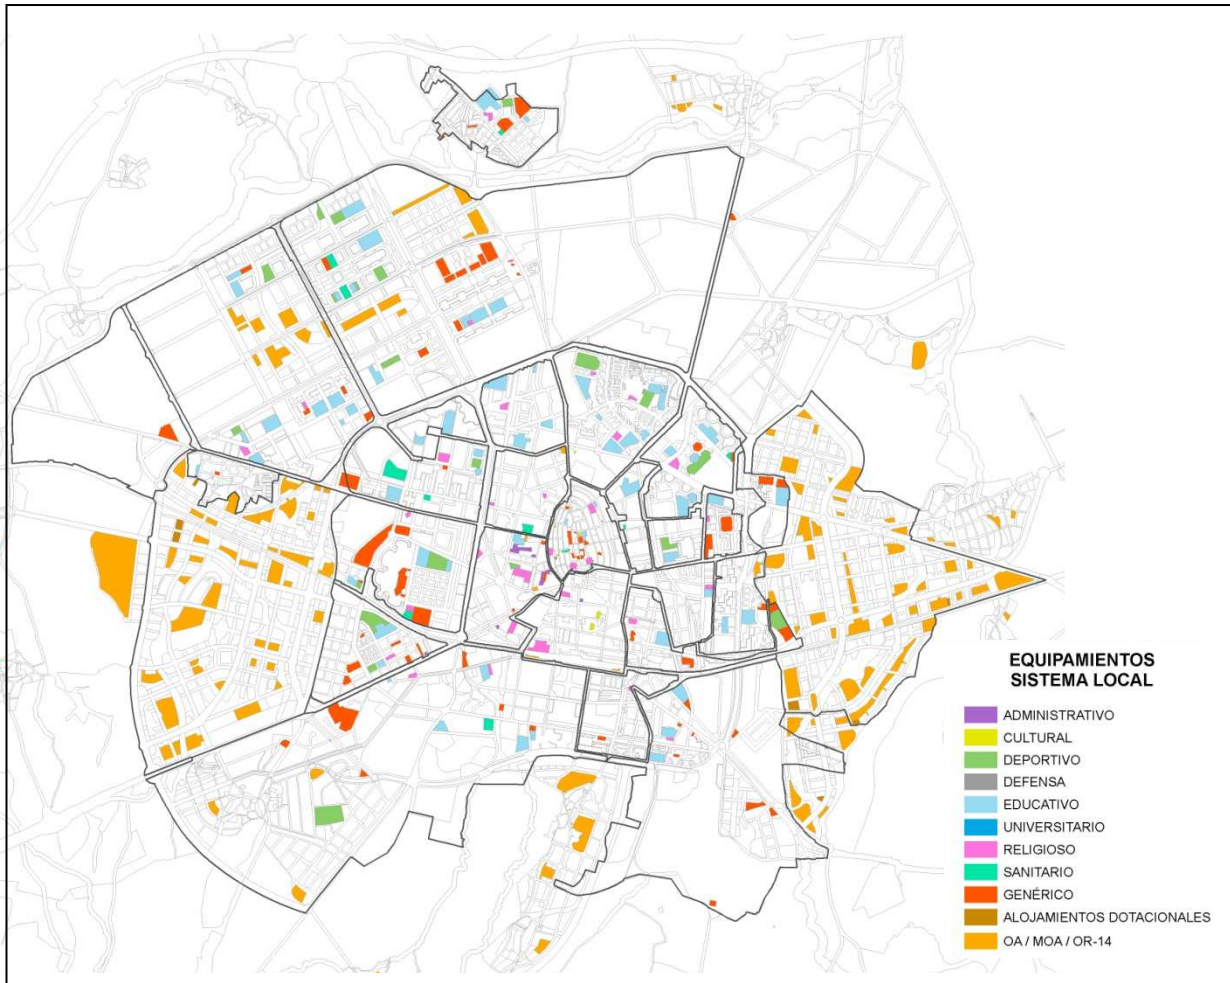 EQUIPAMIENTOS
SISTEMA LOCAL
ADMINISTRATIVO
CULTURAL
DEPORTIVO
DEFENSA
EDUCATIVO
UNIVERSITARIO
RELIGIOSO
SANITARIO
GENÉRICO
ALOJAMIENTOS DOTACIONALES
OA / MOA / OR-14